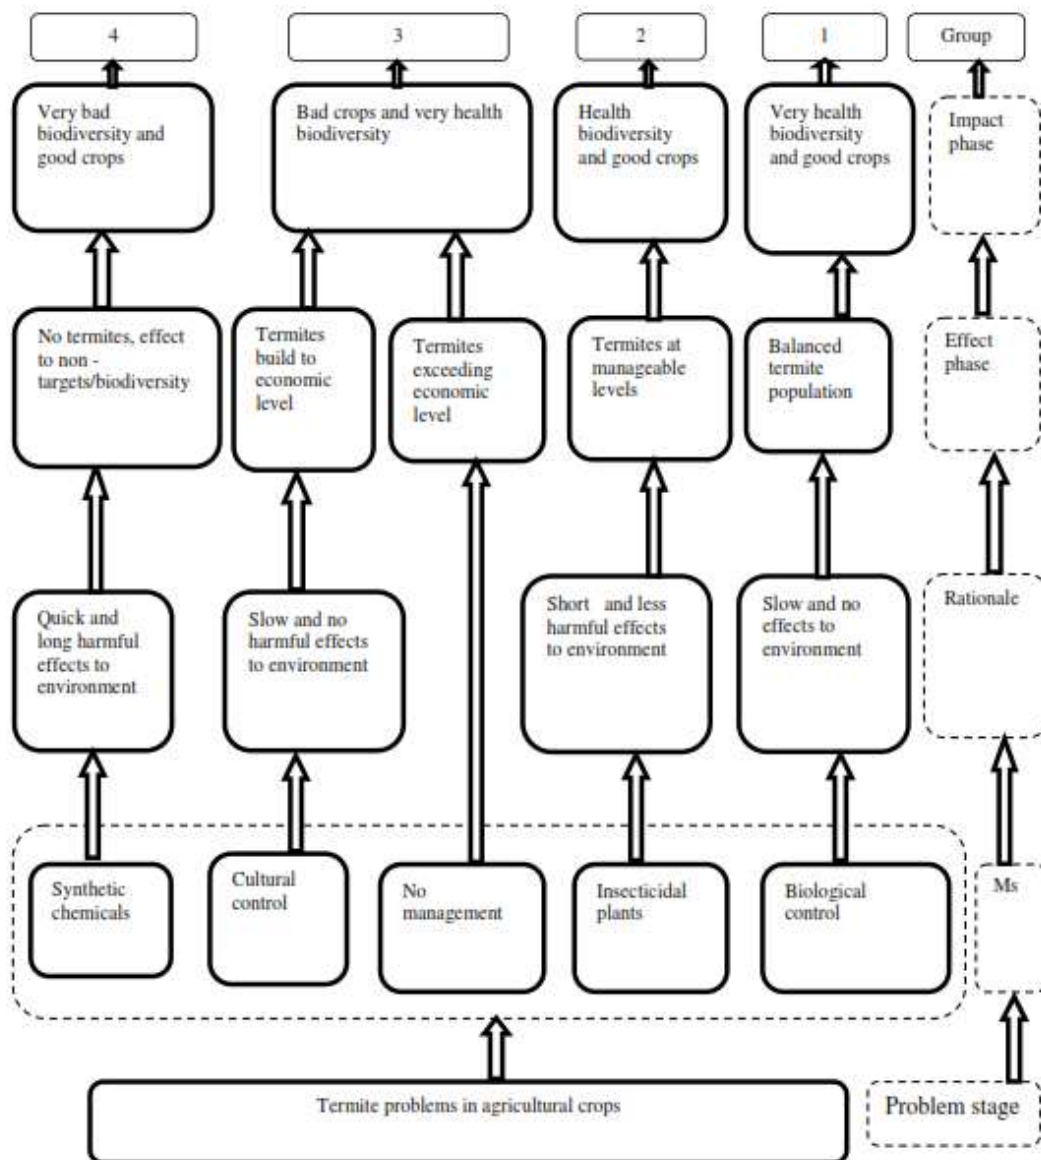 4
3
2
1
Group
Very bad
biodiversity and
good crops
Bad crops and very health
biodiversity
Health
biodiversity
and good crops
Very health
biodiversity
and good crops
Impact
phase
No termites, effect
to non -
targets/biodiversity
Termites
build to
economic
level
Termites
exceeding
economic
level
Termites at
manageable
levels
Balanced
termite
population
Effect
phase
Quick and
long harmful
effects to
environment
Slow and no
harmful effects
to environment
Short and less
harmful effects
to environment
Slow and no
effects to
environment
Rationale
Synthetic
chemicals
Cultural
control
No
management
Insecticidal
plants
Biological
control
Ms
Termite problems in agricultural crops
Problem stage